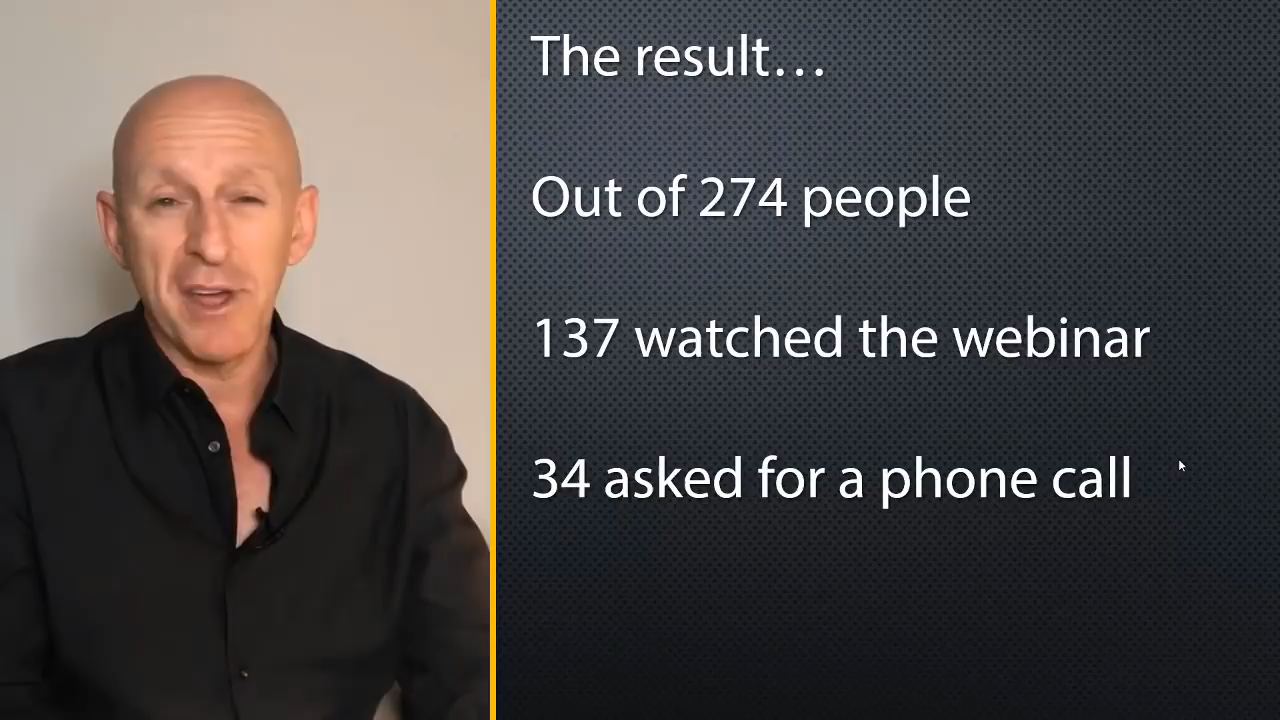 The result…
Out of 274 people
137 watched the webinar
34 asked for a phone call